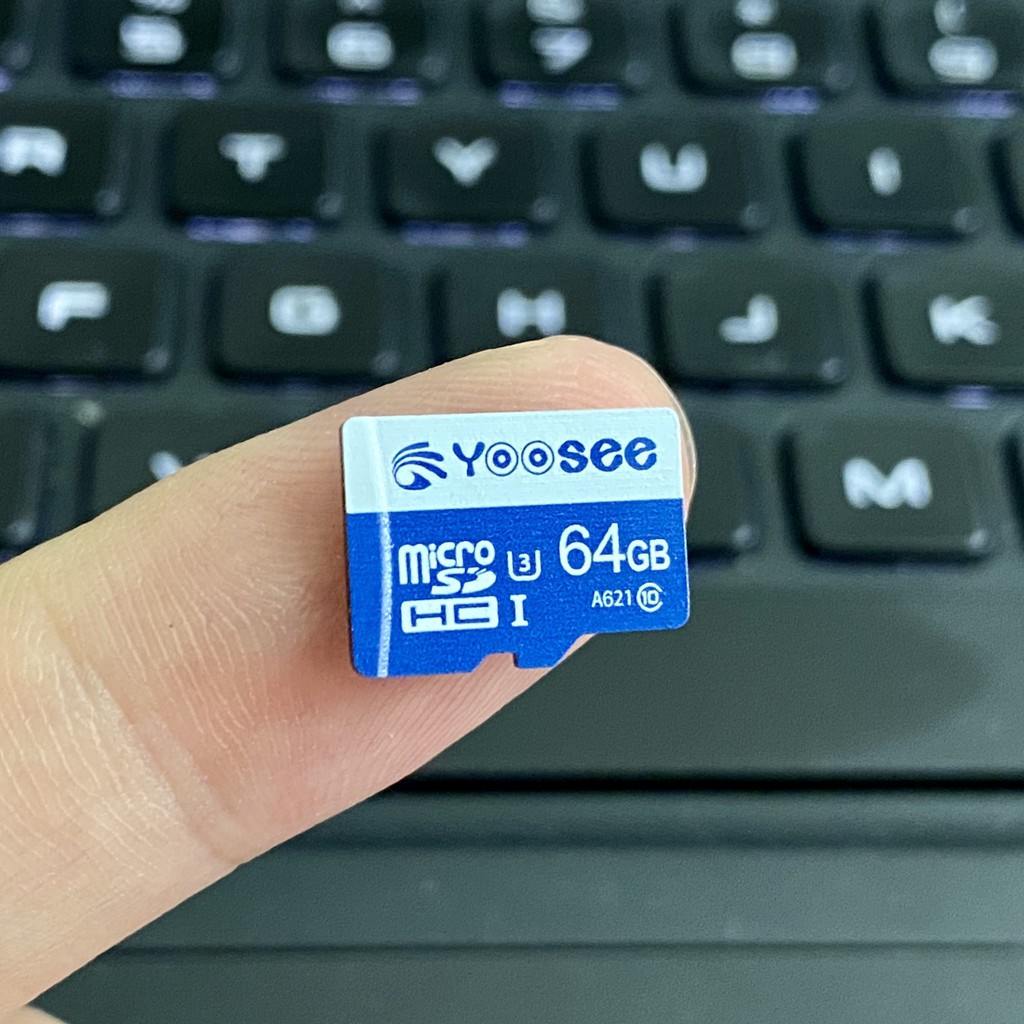 R T Y U I
F G H J K
M
YOOSEE
micro SD HC I U3 64GB
A621 10